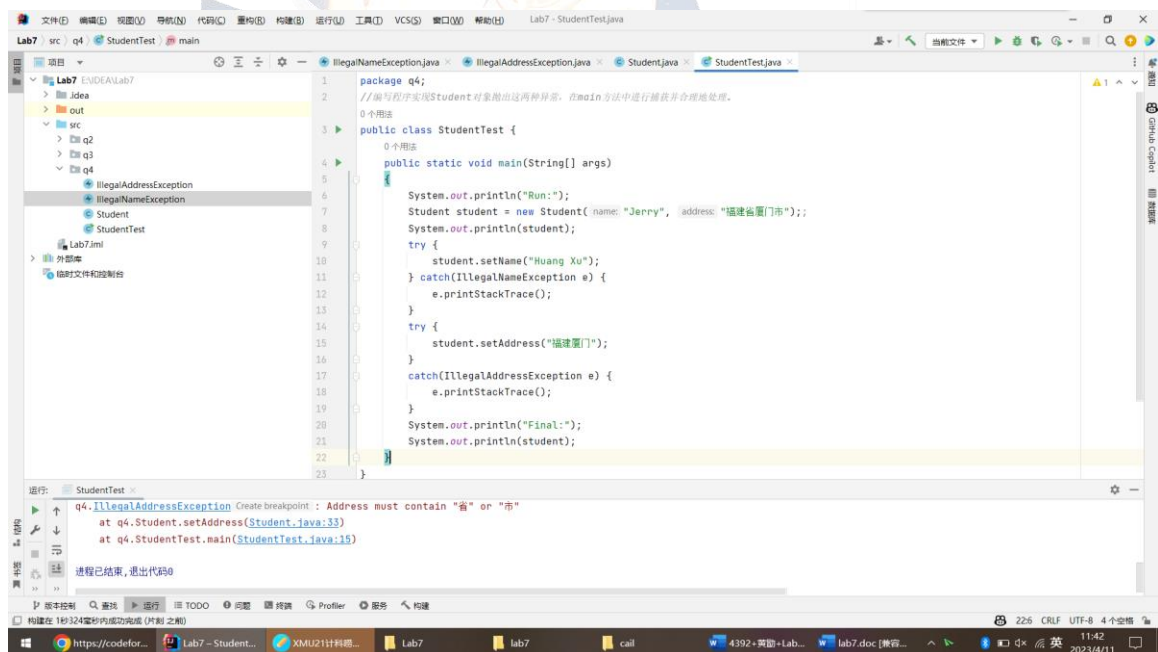 文件(F) 编辑(E) 视图(V) 导航(N) 代码(C) 重构(R) 构建(B) 运行(U) 工具(T) VCS(S) 窗口(W) 帮助(H) Lab7 - StudentTest.java
Lab7 src q4 StudentTest main
当前文件
项目
IllegalNameException.java IllegalAddressException.java Student.java StudentTest.java
Lab7 E:\IDEA\Lab7
.idea
out
src
q2
q3
q4
IllegalAddressException
IllegalNameException
Student
StudentTest
Lab7.iml
外部库
临时文件和控制台
1 package q4;
2 //编写程序实现Student对象抛出这两种异常，在main方法中进行捕获并合理地处理。
0 个用法
3 public class StudentTest {
0 个用法
4 public static void main(String[] args)
5 {
6 System.out.println("Run:");
7 Student student = new Student( name: "Jerry", address: "福建省厦门市");;
8 System.out.println(student);
9 try {
10 student.setName("Huang Xu");
11 } catch(IllegalNameException e) {
12 e.printStackTrace();
13 }
14 try {
15 student.setAddress("福建厦门");
16 }
17 catch(IllegalAddressException e) {
18 e.printStackTrace();
19 }
20 System.out.println("Final:");
21 System.out.println(student);
22 }
23 }
1
通知
GitHub Copilot
数据库
运行: StudentTest
q4.IllegalAddressException Create breakpoint : Address must contain "省" or "市"
at q4.Student.setAddress(Student.java:33)
at q4.StudentTest.main(StudentTest.java:15)
进程已结束,退出代码0
结构
书签
版本控制 查找 运行 TODO 问题 终端 Profiler 服务 构建
构建在 1秒324毫秒内成功完成 (片刻 之前)
22:6 CRLF UTF-8 4个空格
https://codefor... Lab7 – Student... Lab7 lab7 cail lab7.doc [兼容... 英 11:42
2023/4/11